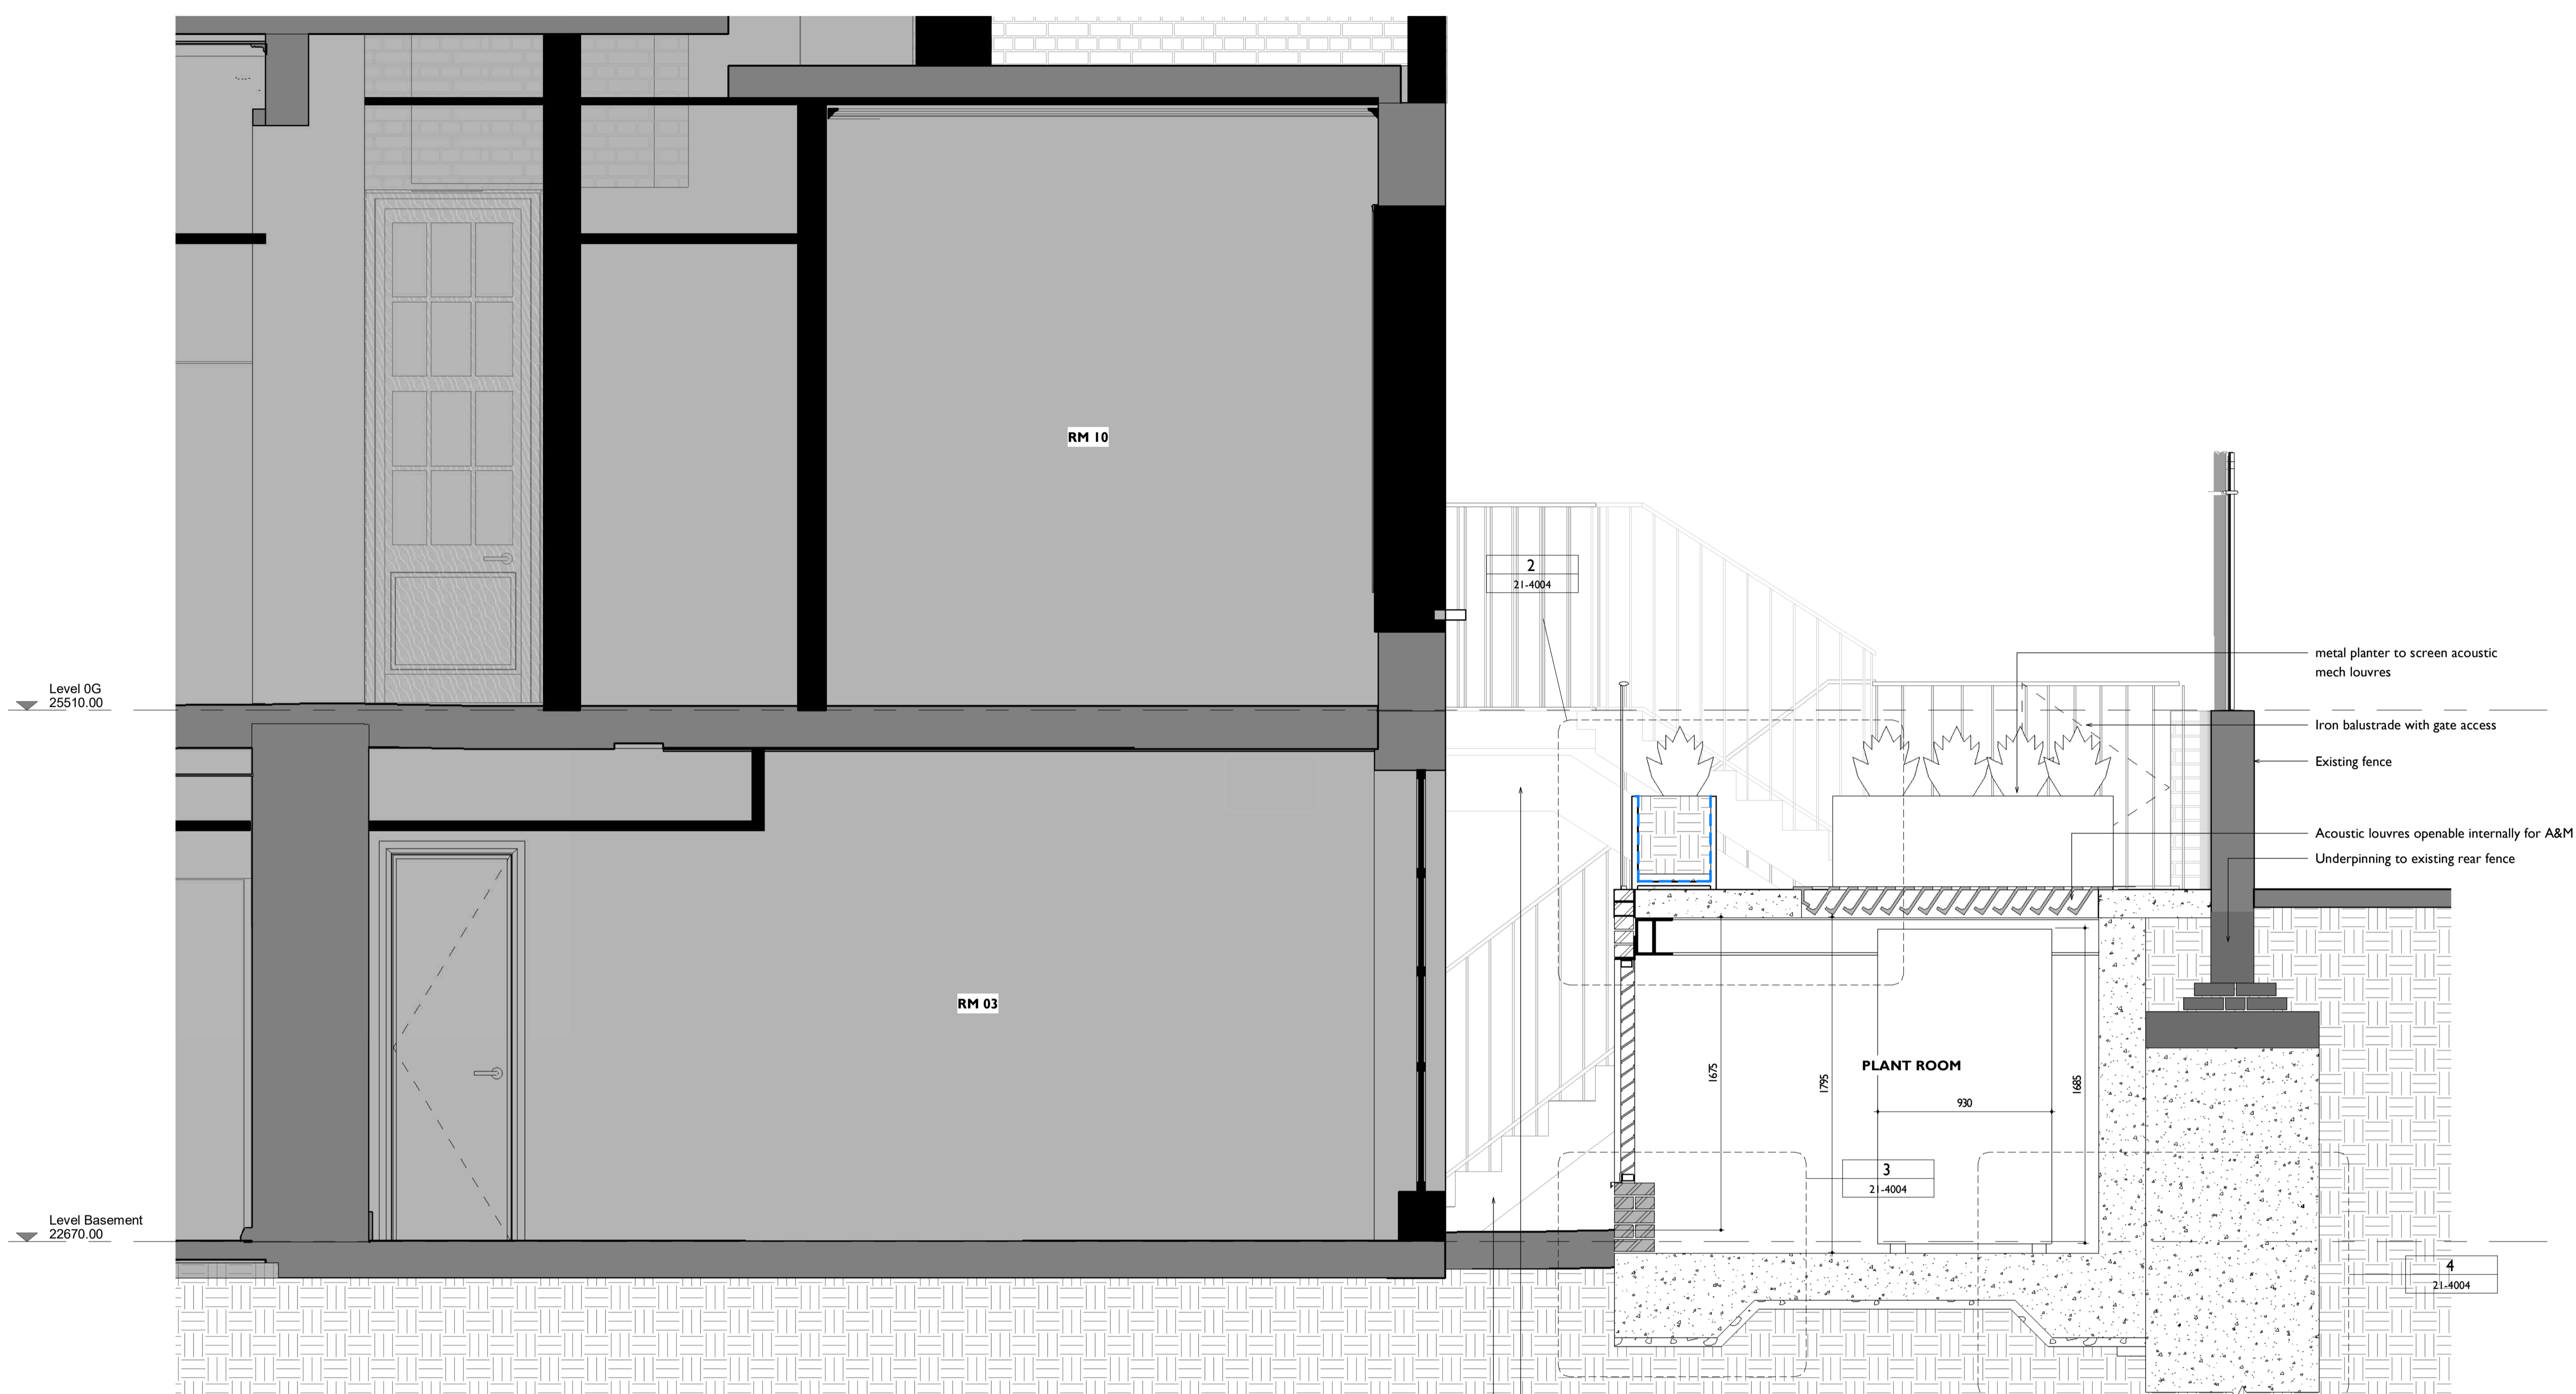 RM 10
2
21-4004
metal planter to screen acoustic
mech louvres
Level 0G
25510.00
Iron balustrade with gate access
Existing fence
Acoustic louvres openable internally for A&M
Underpinning to existing rear fence
RM 03
PLANT ROOM
1675
1795
1685
930
3
21-4004
Level Basement
22670.00
4
21-4004